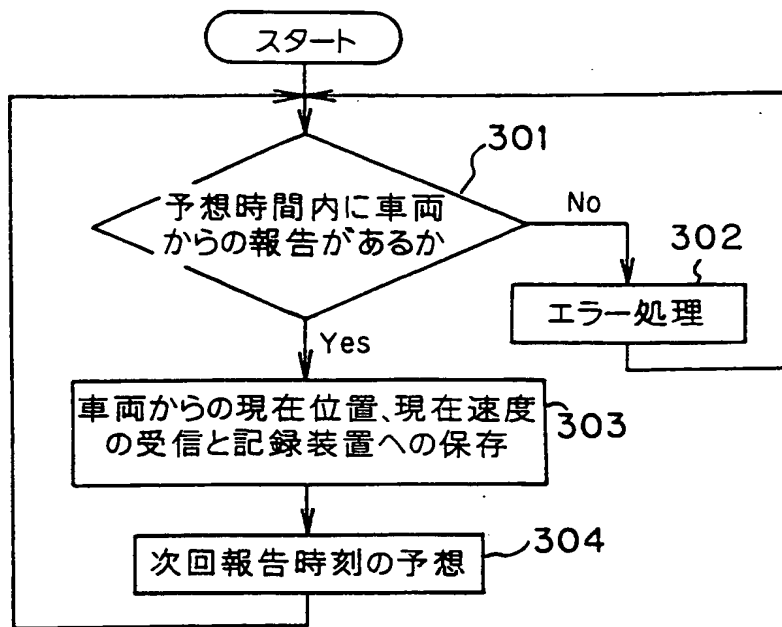 スタート
301
予想時間内に車両
からの報告があるか
No
302
エラー処理
Yes
車両からの現在位置、現在速度
の受信と記録装置への保存
303
次回報告時刻の予想
304